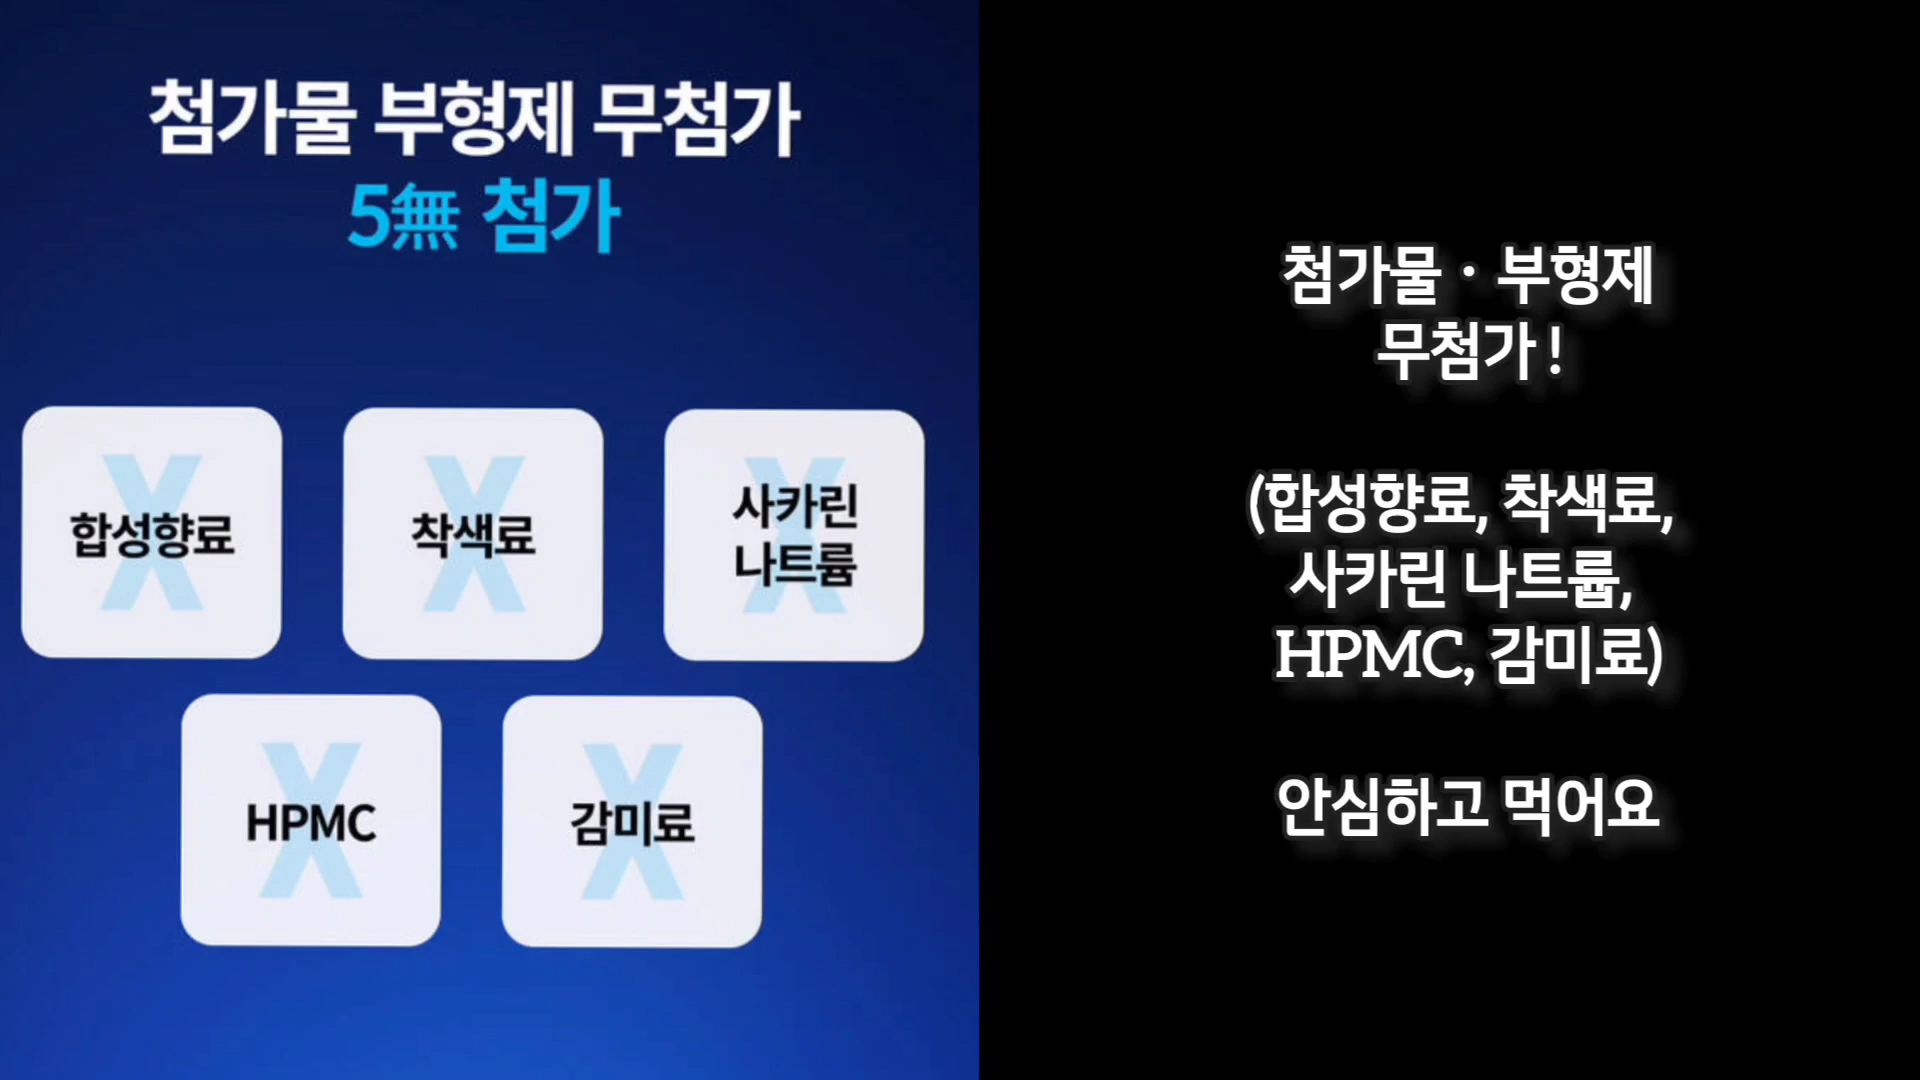 첨가물 부형제 무첨가
5無 첨가
합성향료
착색료
사카린
나트륨
HPMC
감미료
첨가물 · 부형제
무첨가!
(합성향료, 착색료,
사카린 나트륨,
HPMC, 감미료)
안심하고 먹어요